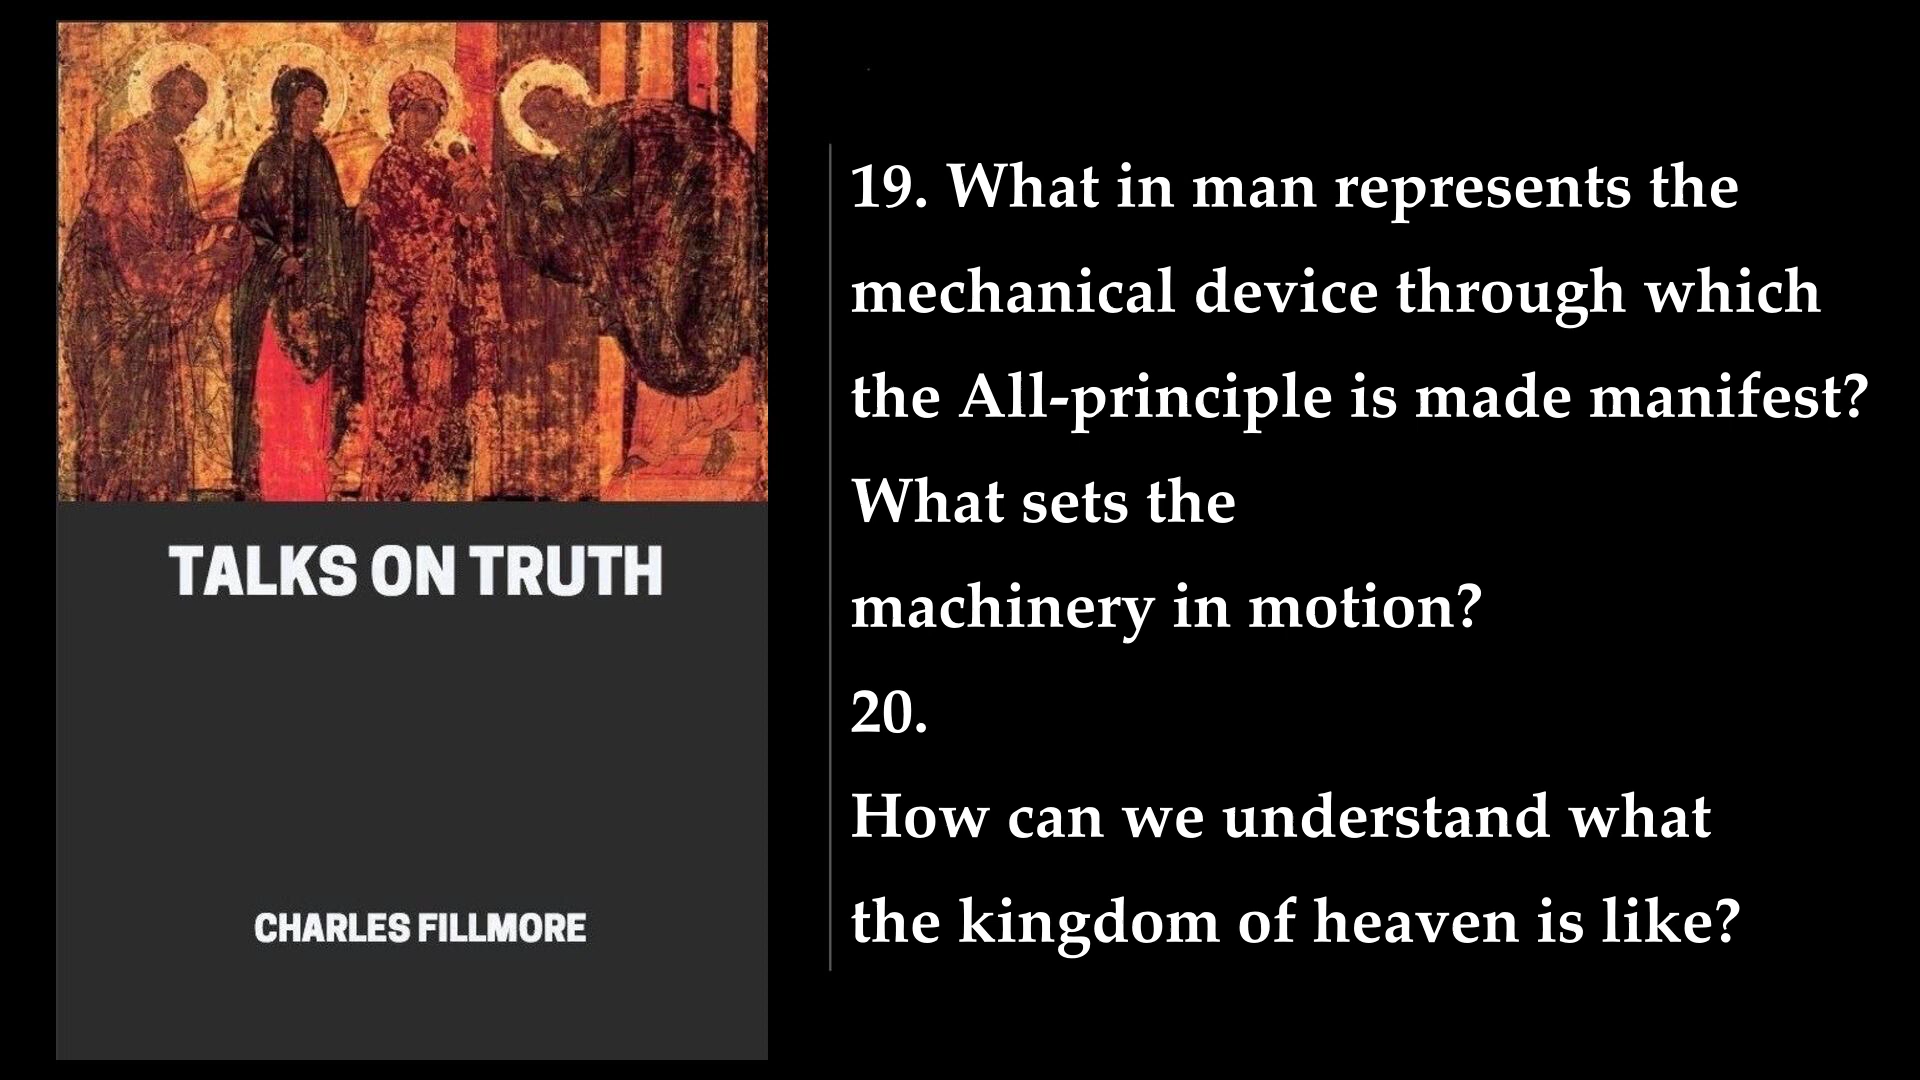 TALKS ON TRUTH
CHARLES FILLMORE
19. What in man represents the
mechanical device through which
the All-principle is made manifest?
What sets the
machinery in motion?
20.
How can we understand what
the kingdom of heaven is like?